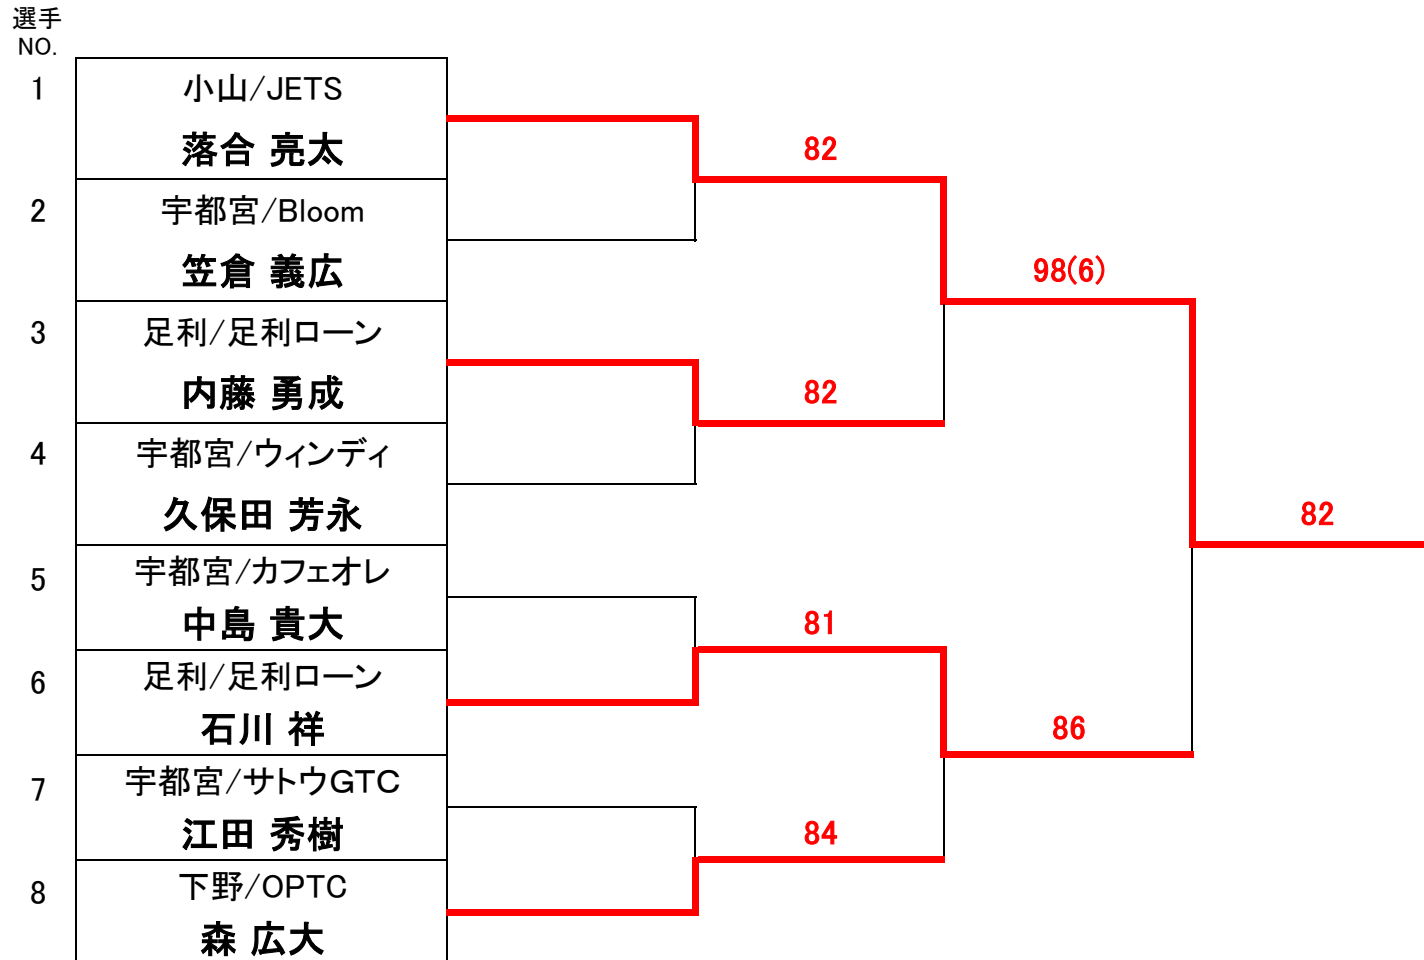 選手
NO.
1
小山/JETS
落合 亮太
82
2
宇都宮/Bloom
笠倉 義広
98(6)
3
足利/足利ローン
内藤 勇成
82
4
宇都宮/ウィンディ
久保田 芳永
82
5
宇都宮/カフェオレ
中島 貴大
81
6
足利/足利ローン
石川 祥
86
7
宇都宮/サトウGTC
江田 秀樹
84
8
下野/OPTC
森 広大